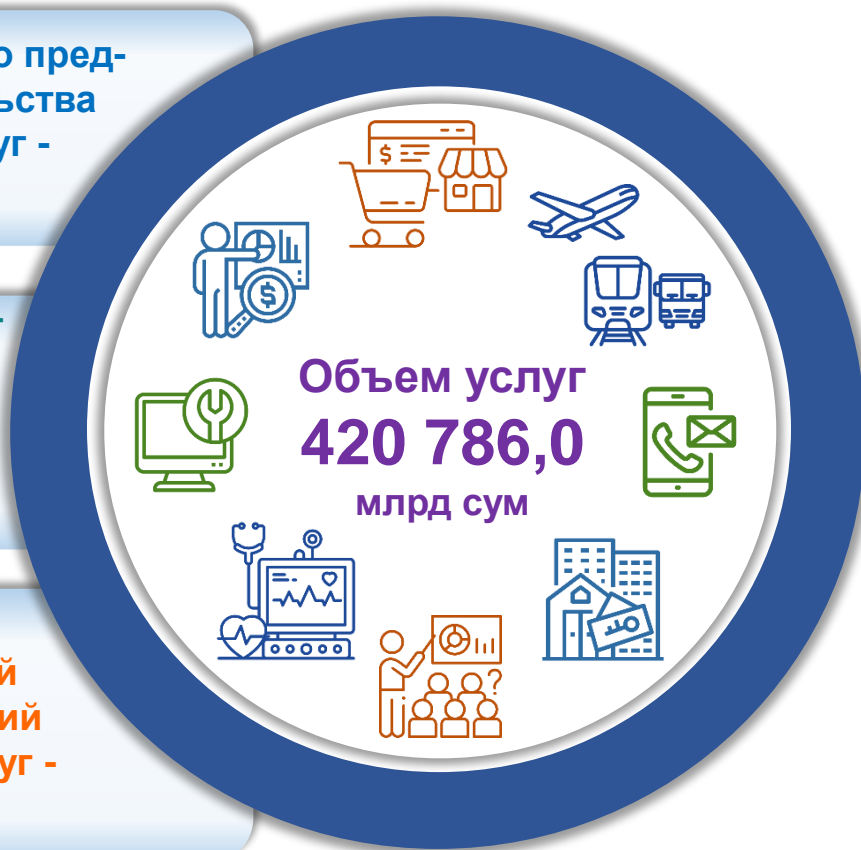 о пред-
ьства
уг -
Объем услуг
420 786,0
млрд сум
й
ий
уг -